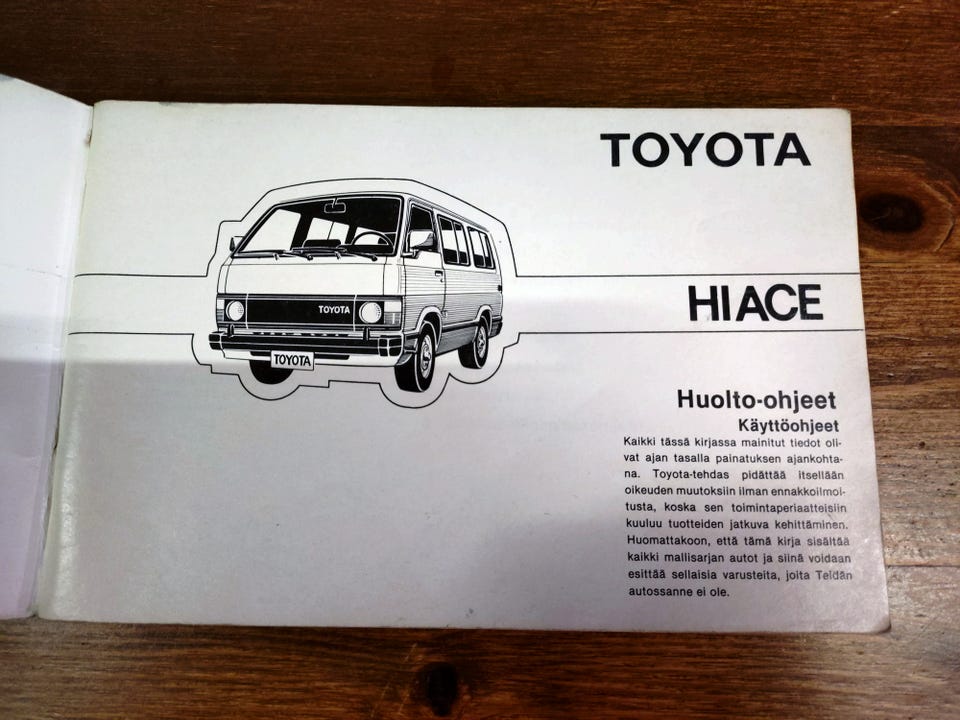 TOYOTA
HIACE
TOYOTA
TOYOTA
Huolto-ohjeet
Käyttöohjeet
Kaikki tässä kirjassa mainitut tiedot oli-
vat ajan tasalla painatuksen ajankohta-
na. Toyota-tehdas pidättää itsellään
oikeuden muutoksiin ilman ennakkoilmoi-
tusta, koska sen toimintaperiaatteisiin
kuuluu tuotteiden jatkuva kehittäminen.
Huomattakoon, että tämä kirja sisältää
kaikki mallisarjan autot ja siinä voidaan
esittää sellaisia varusteita, joita Teidän
autossanne ei ole.